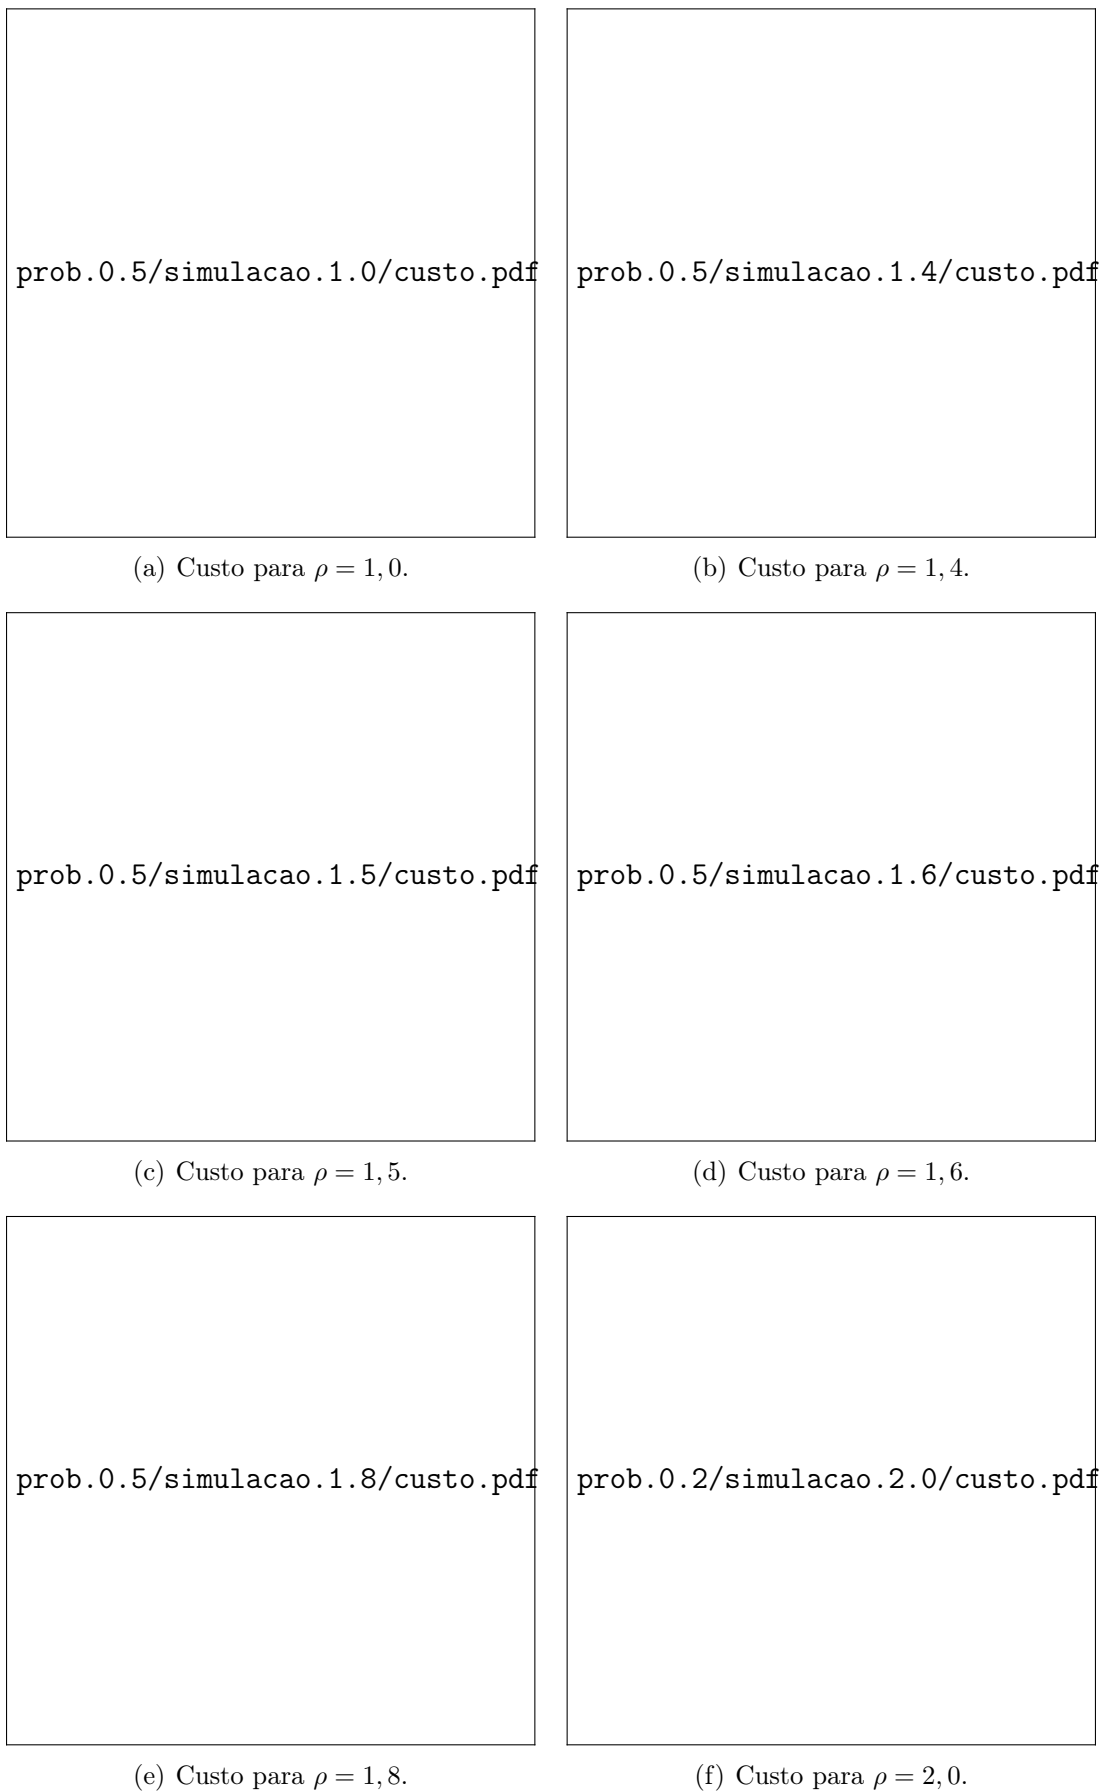 prob.0.5/simulacao.1.0/custo.pdf
prob.0.5/simulacao.1.4/custo.pdf
(a) Custo para ρ = 1, 0.
(b) Custo para ρ = 1, 4.
prob.0.5/simulacao.1.5/custo.pdf
prob.0.5/simulacao.1.6/custo.pdf
(c) Custo para ρ = 1, 5.
(d) Custo para ρ = 1, 6.
prob.0.5/simulacao.1.8/custo.pdf
prob.0.2/simulacao.2.0/custo.pdf
(e) Custo para ρ = 1, 8.
(f) Custo para ρ = 2, 0.